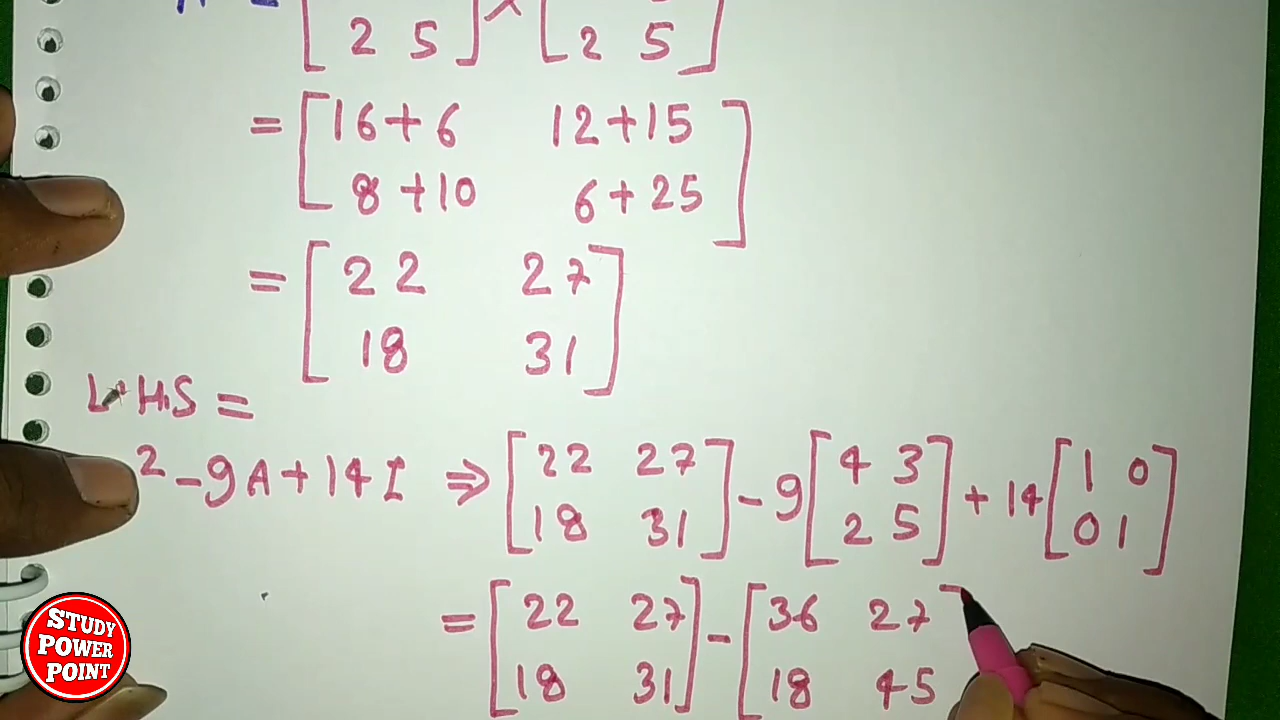 [ 2 5 ] × [ 2 5 ]
= [ 16+6 12+15
8+10 6+25 ]
= [ 22 27
18 31 ]
LHS =
² - 9A + 14I ⇒ [ 22 27 - 9 [ 4 3 + 14 [ 1 0
18 31 ] 2 5 ] 0 1 ]
= [ 22 27 - [ 36 27
18 31 ] 18 45
STUDY
POWER
POINT